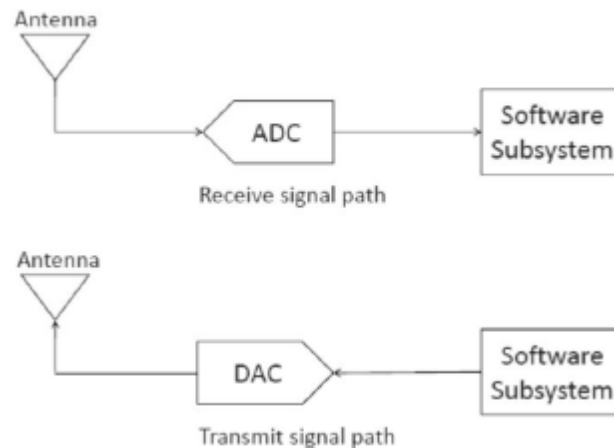 Antenna
ADC
Software
Subsystem
Receive signal path
Antenna
DAC
Software
Subsystem
Transmit signal path